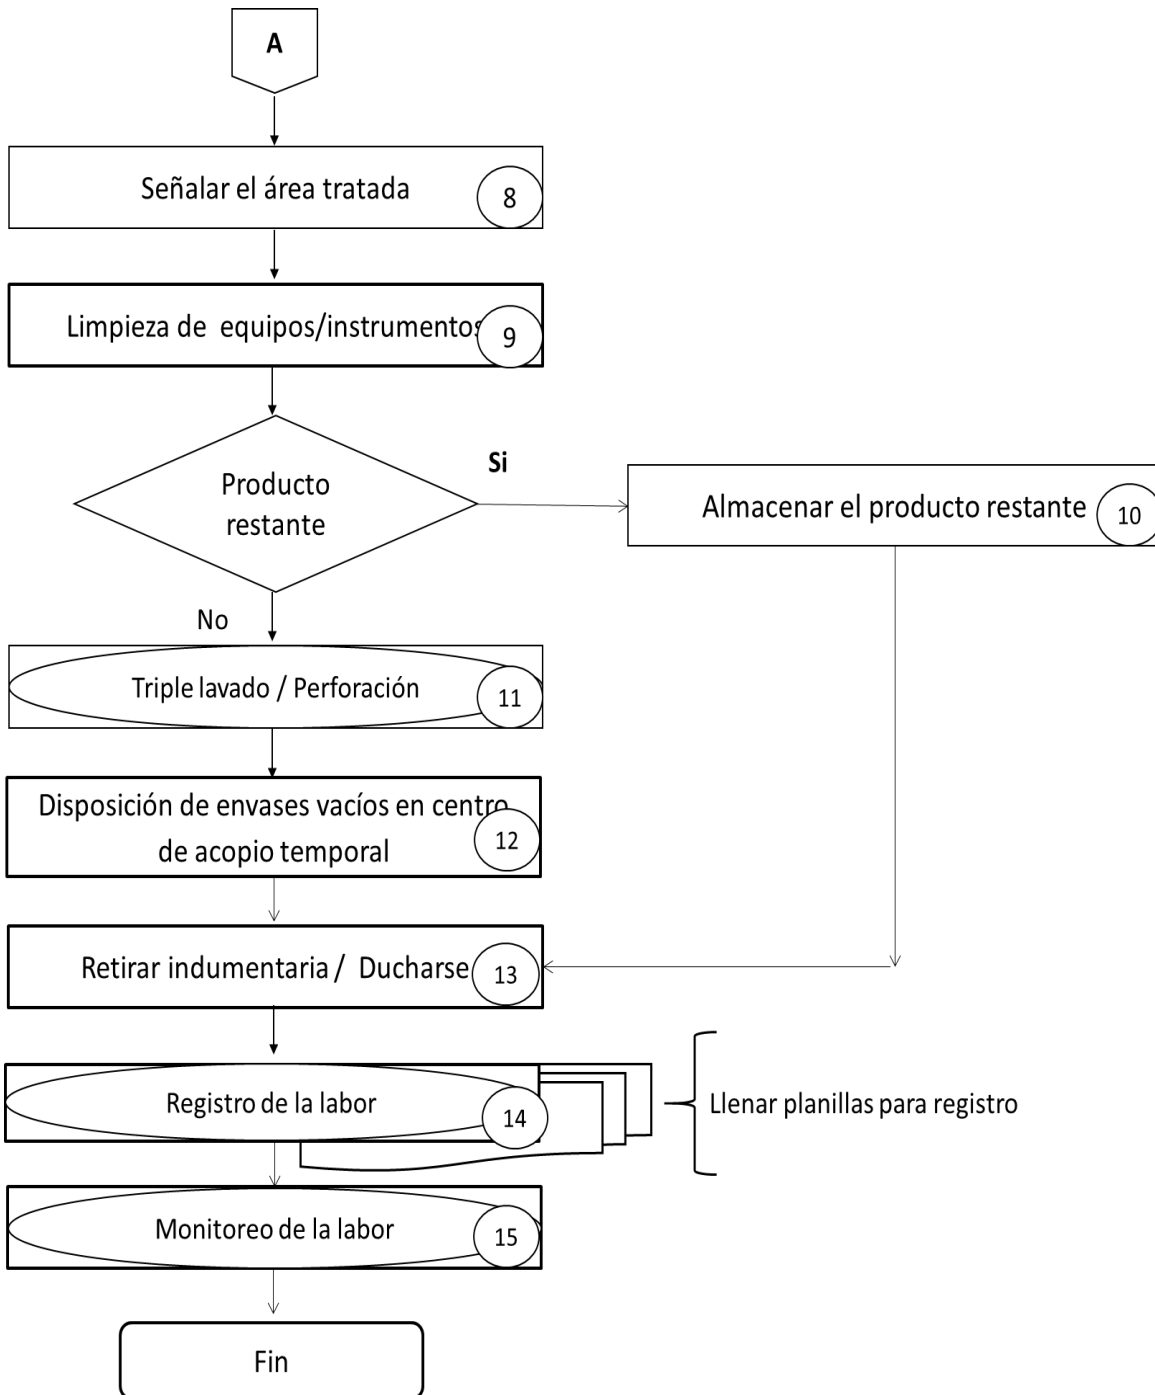 A
Señalar el área tratada
8
Limpieza de equipos/instrumentos
9
Producto
restante
Si
Almacenar el producto restante
10
No
Triple lavado / Perforación
11
Disposición de envases vacíos en centro
de acopio temporal
12
Retirar indumentaria / Ducharse
13
Registro de la labor
14
Llenar planillas para registro
Monitoreo de la labor
15
Fin